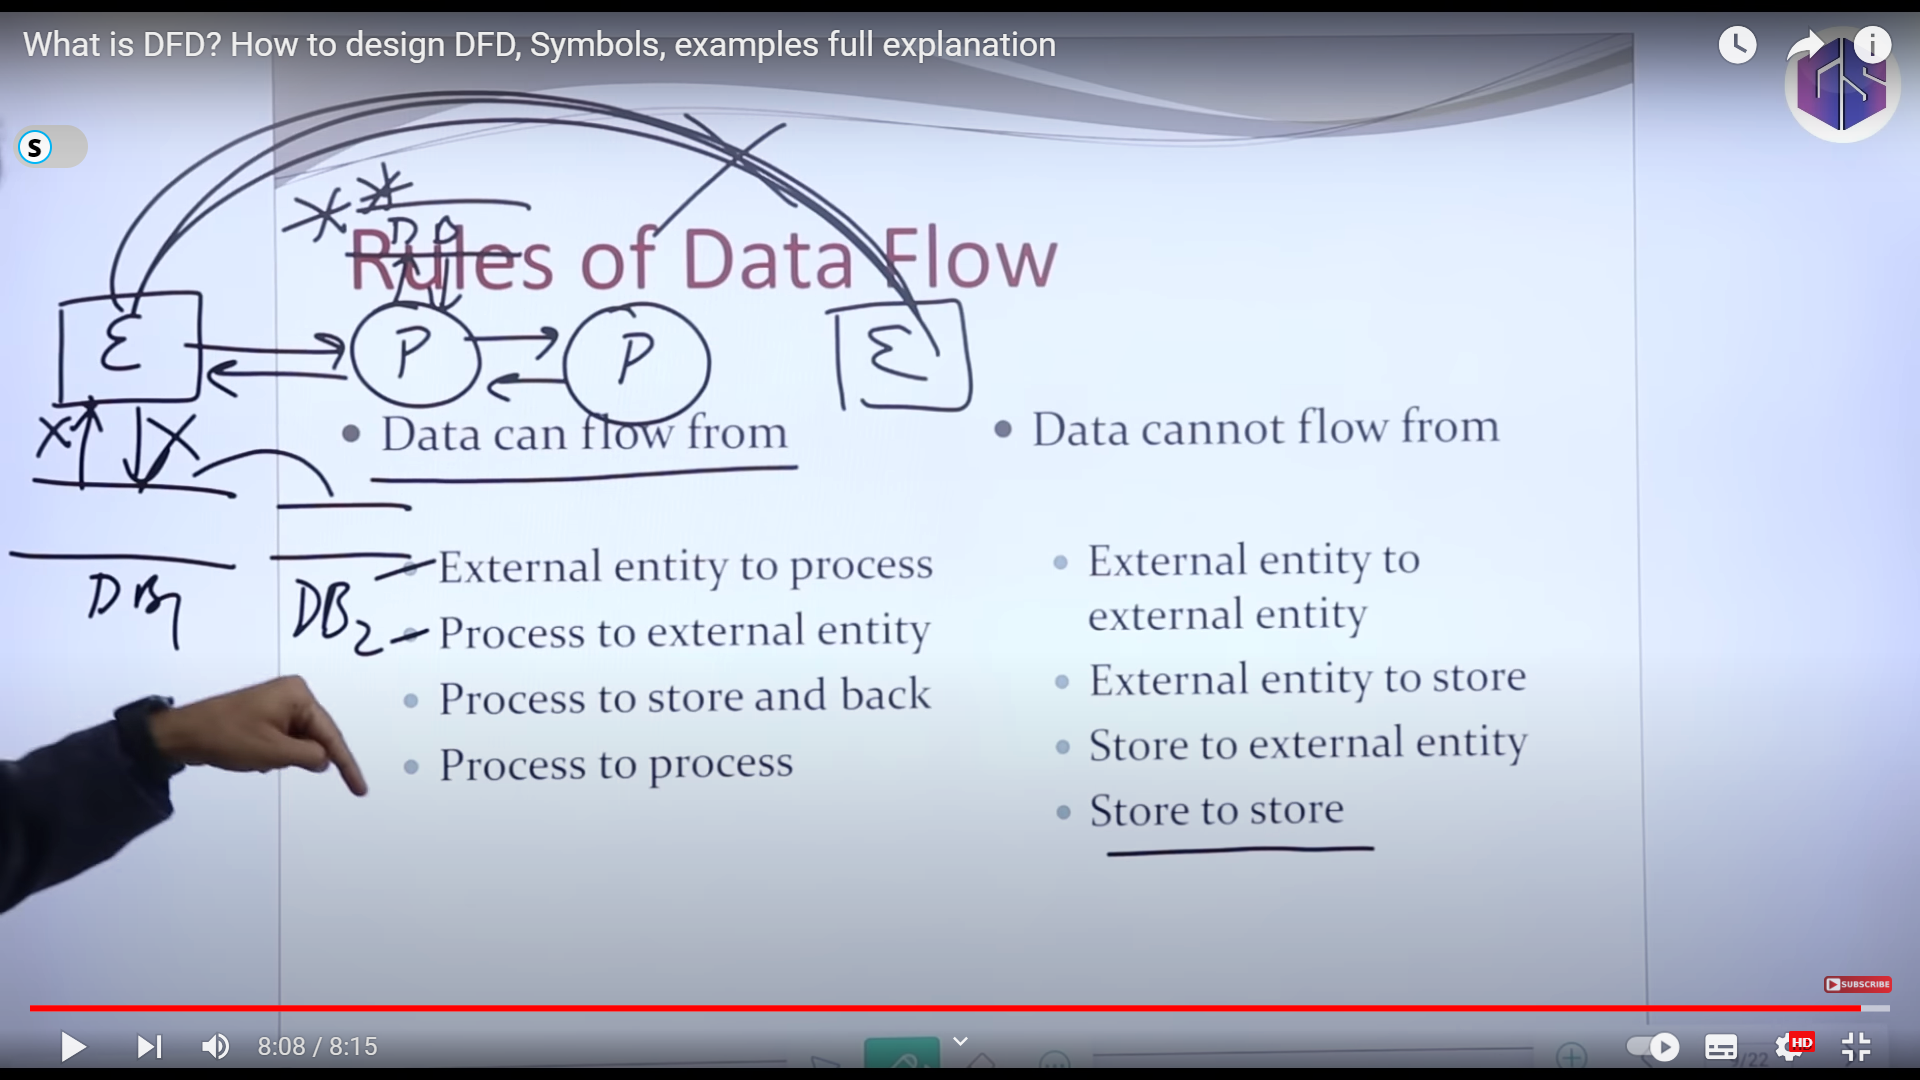 What is DFD? How to design DFD, Symbols, examples full explanation
S
Rules of Data Flow
E
P
P
E
• Data can flow from
External entity to process
Process to external entity
Process to store and back
Process to process
DB1
DB2
• Data cannot flow from
External entity to
external entity
External entity to store
Store to external entity
Store to store
SUBSCRIBE
8:08 / 8:15
HD